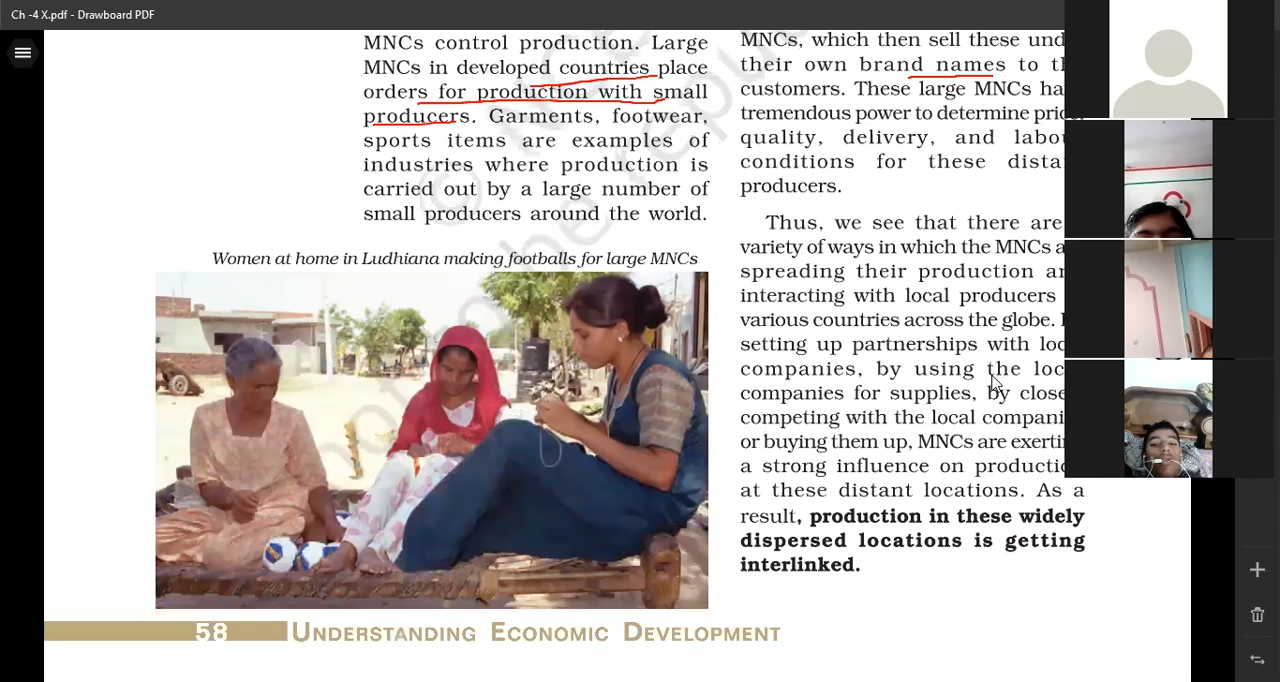 Ch -4 X.pdf - Drawboard PDF
MNCs control production. Large
MNCs in developed countries place
orders for production with small
producers. Garments, footwear,
sports items are examples of
industries where production is
carried out by a large number of
small producers around the world.
Women at home in Ludhiana making footballs for large MNCs
MNCs, which then sell these und
their own brand names to th
customers. These large MNCs ha
tremendous power to determine pric
quality, delivery, and labou
conditions for these dista
producers.
Thus, we see that there are
variety of ways in which the MNCs a
spreading their production an
interacting with local producers
various countries across the globe.
setting up partnerships with loc
companies, by using the loc
companies for supplies, by close
competing with the local compani
or buying them up, MNCs are exerti
a strong influence on producti
at these distant locations. As a
result, production in these widely
dispersed locations is getting
interlinked.
58 UNDERSTANDING ECONOMIC DEVELOPMENT